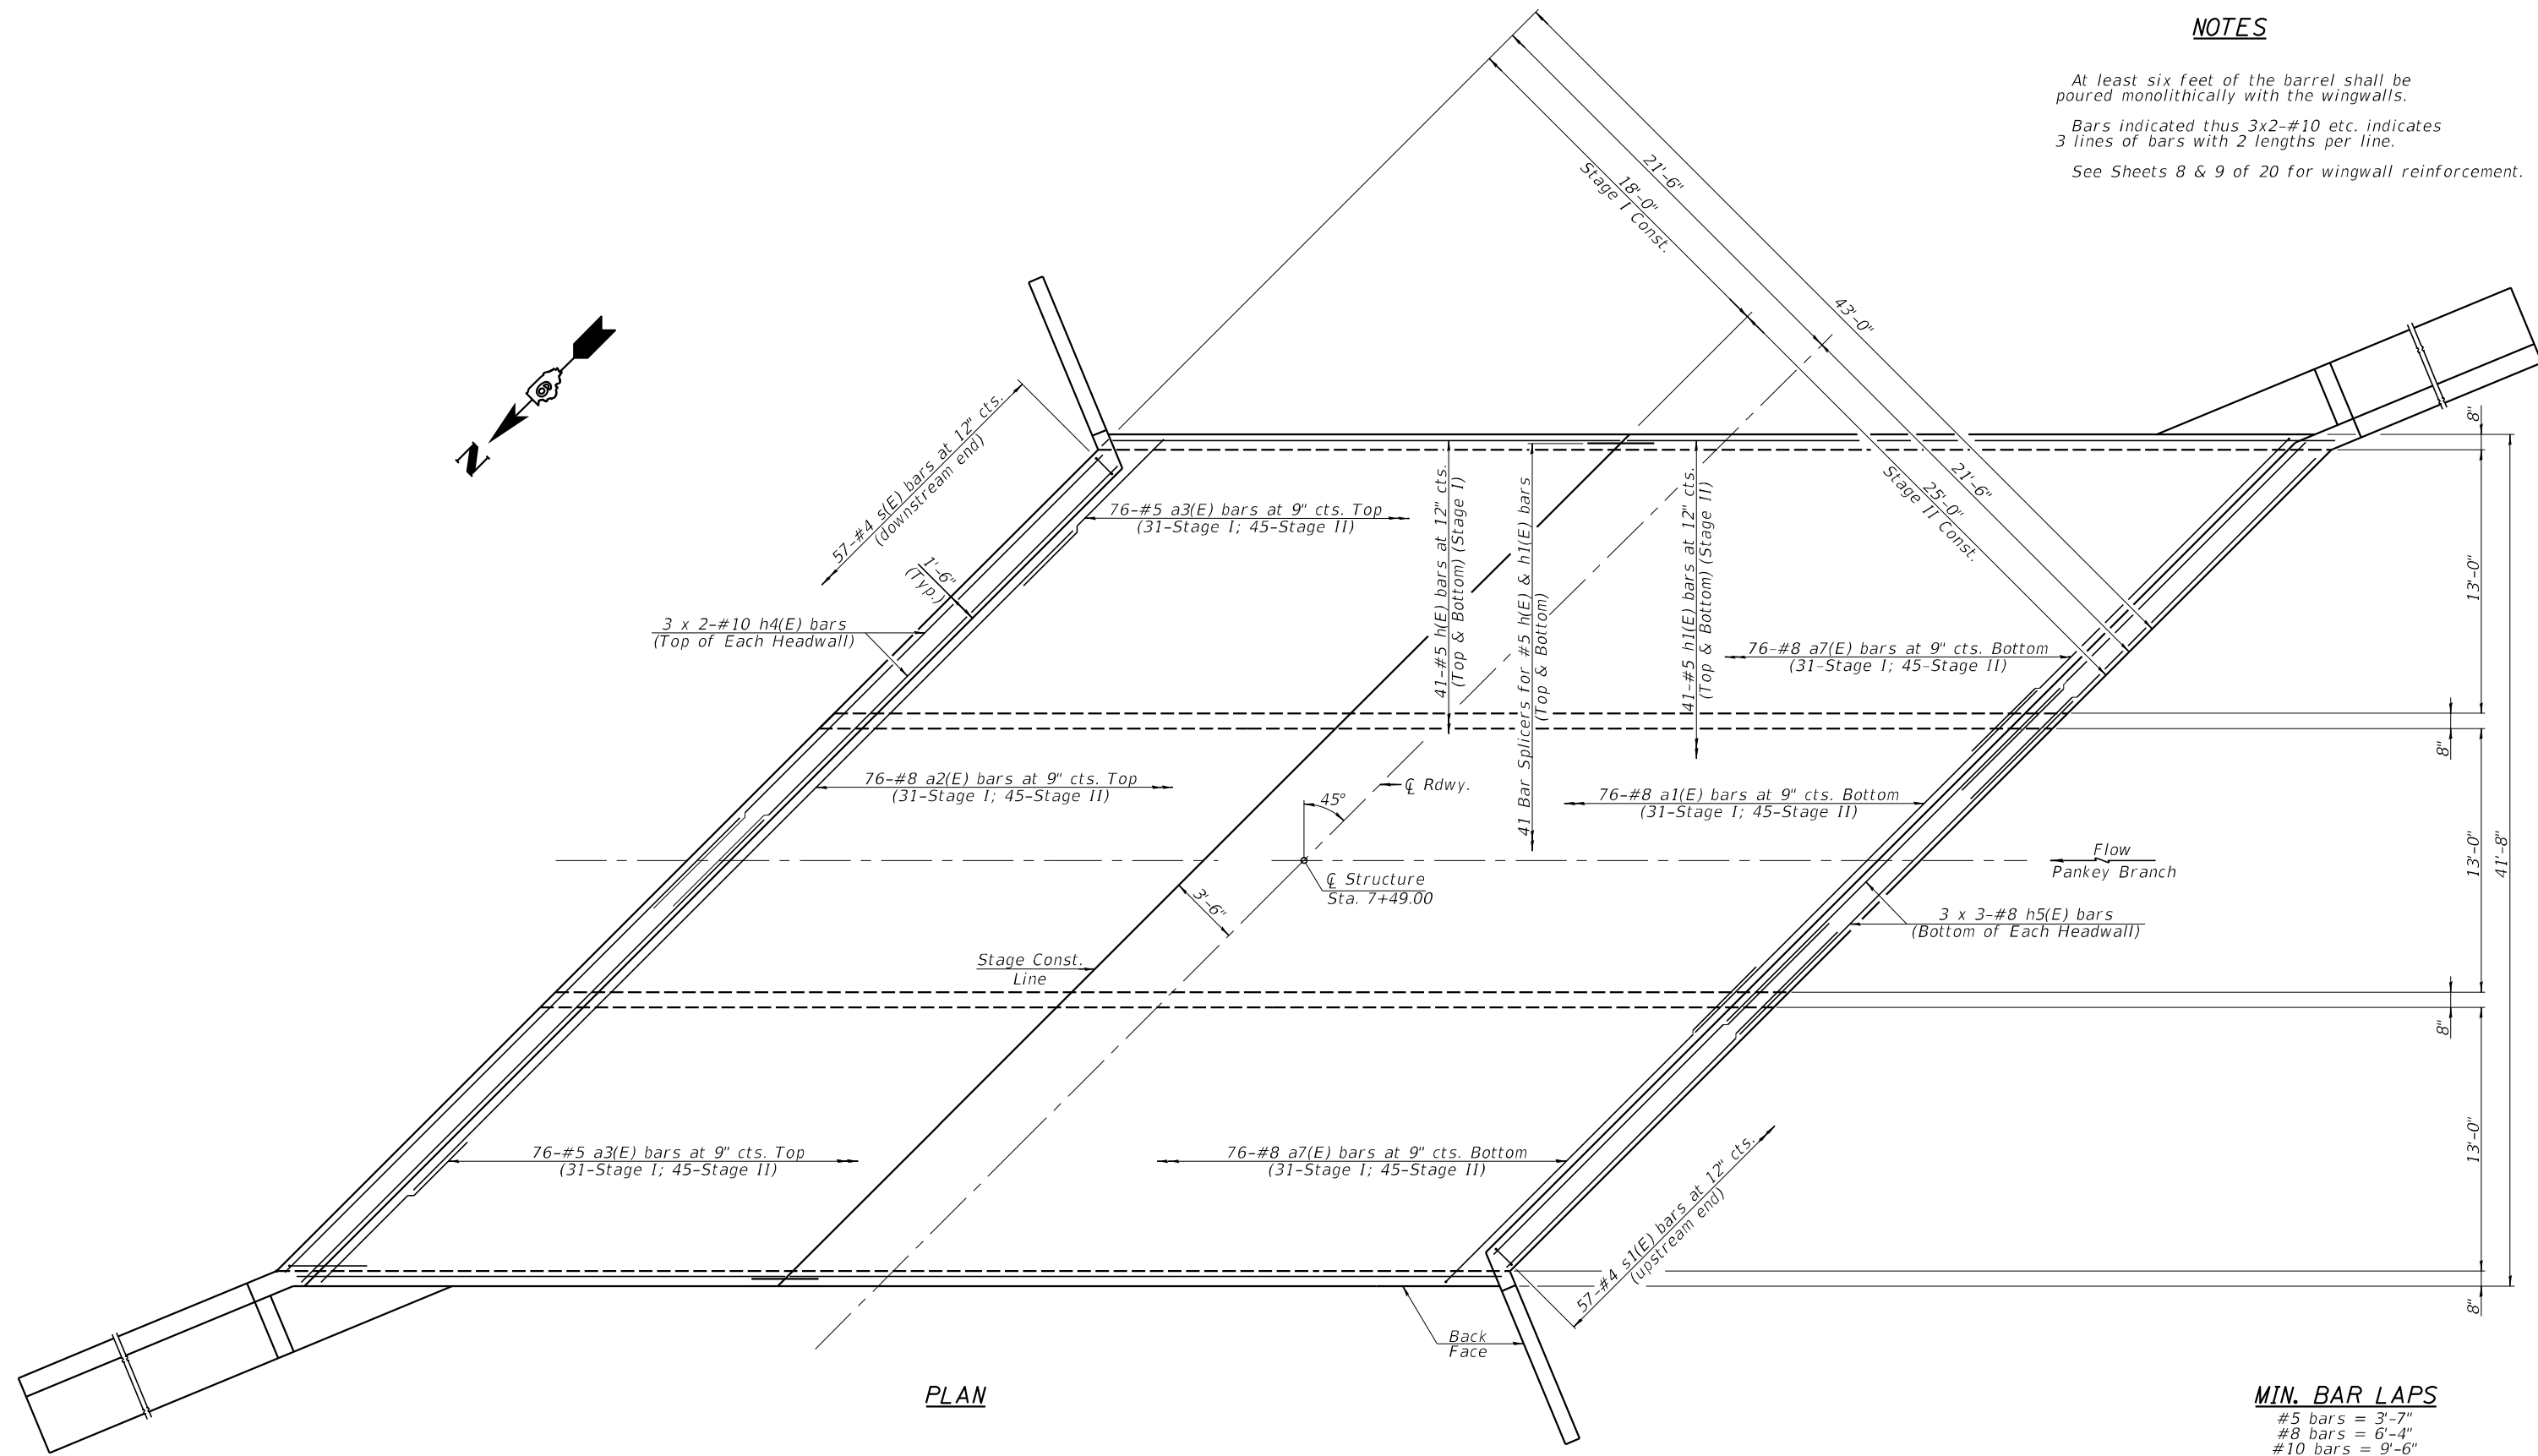 NOTES
At least six feet of the barrel shall be
poured monolithically with the wingwalls.
Bars indicated thus 3x2-#10 etc. indicates
3 lines of bars with 2 lengths per line.
See Sheets 8 & 9 of 20 for wingwall reinforcement.
43'-0"
21'-6"
18'-0"
Stage I Const.
21'-6"
25'-0"
Stage II Const.
N
57-#4 s(E) bars at 12" cts.
(downstream end)
1'-6"
(Typ.)
3 x 2-#10 h4(E) bars
(Top of Each Headwall)
76-#5 a3(E) bars at 9" cts. Top
(31-Stage I; 45-Stage II)
41-#5 h(E) bars at 12" cts.
(Top & Bottom) (Stage I)
41 Bar Splicers for #5 h(E) & h1(E) bars
(Top & Bottom)
41-#5 h1(E) bars at 12" cts.
(Top & Bottom) (Stage II)
76-#8 a7(E) bars at 9" cts. Bottom
(31-Stage I; 45-Stage II)
76-#8 a2(E) bars at 9" cts. Top
(31-Stage I; 45-Stage II)
℄ Rdwy.
45°
76-#8 a1(E) bars at 9" cts. Bottom
(31-Stage I; 45-Stage II)
℄ Structure
Sta. 7+49.00
Flow
Pankey Branch
3'-6"
3 x 3-#8 h5(E) bars
(Bottom of Each Headwall)
Stage Const.
Line
76-#5 a3(E) bars at 9" cts. Top
(31-Stage I; 45-Stage II)
76-#8 a7(E) bars at 9" cts. Bottom
(31-Stage I; 45-Stage II)
57-#4 s1(E) bars at 12" cts.
(upstream end)
Back
Face
8"
13'-0"
8"
13'-0"
41'-8"
8"
13'-0"
8"
PLAN
MIN. BAR LAPS
#5 bars = 3'-7"
#8 bars = 6'-4"
#10 bars = 9'-6"